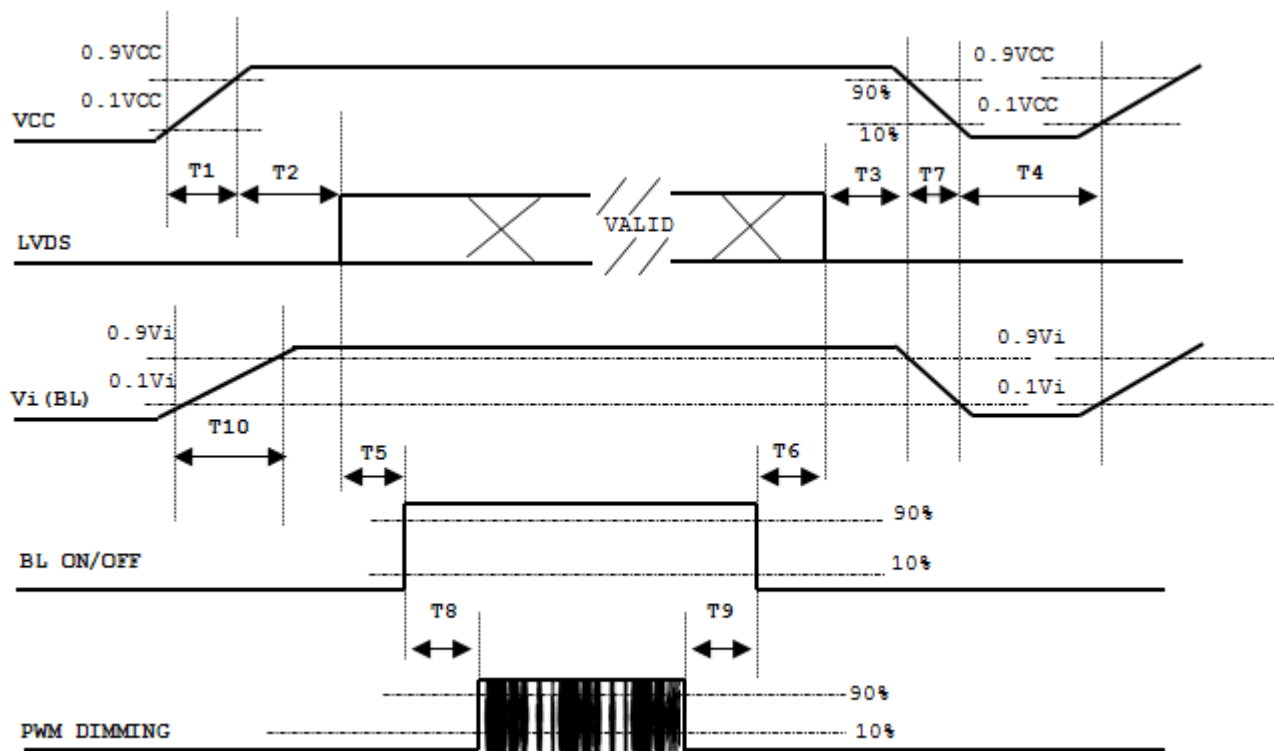 0.9VCC
0.9VCC
90%
0.1VCC
0.1VCC
VCC
10%
T1
T2
T3
T7
T4
VALID
LVDS
0.9Vi
0.9Vi
0.1Vi
0.1Vi
Vi(BL)
T10
T5
T6
90%
BL ON/OFF
10%
T8
T9
90%
PWM DIMMING
10%